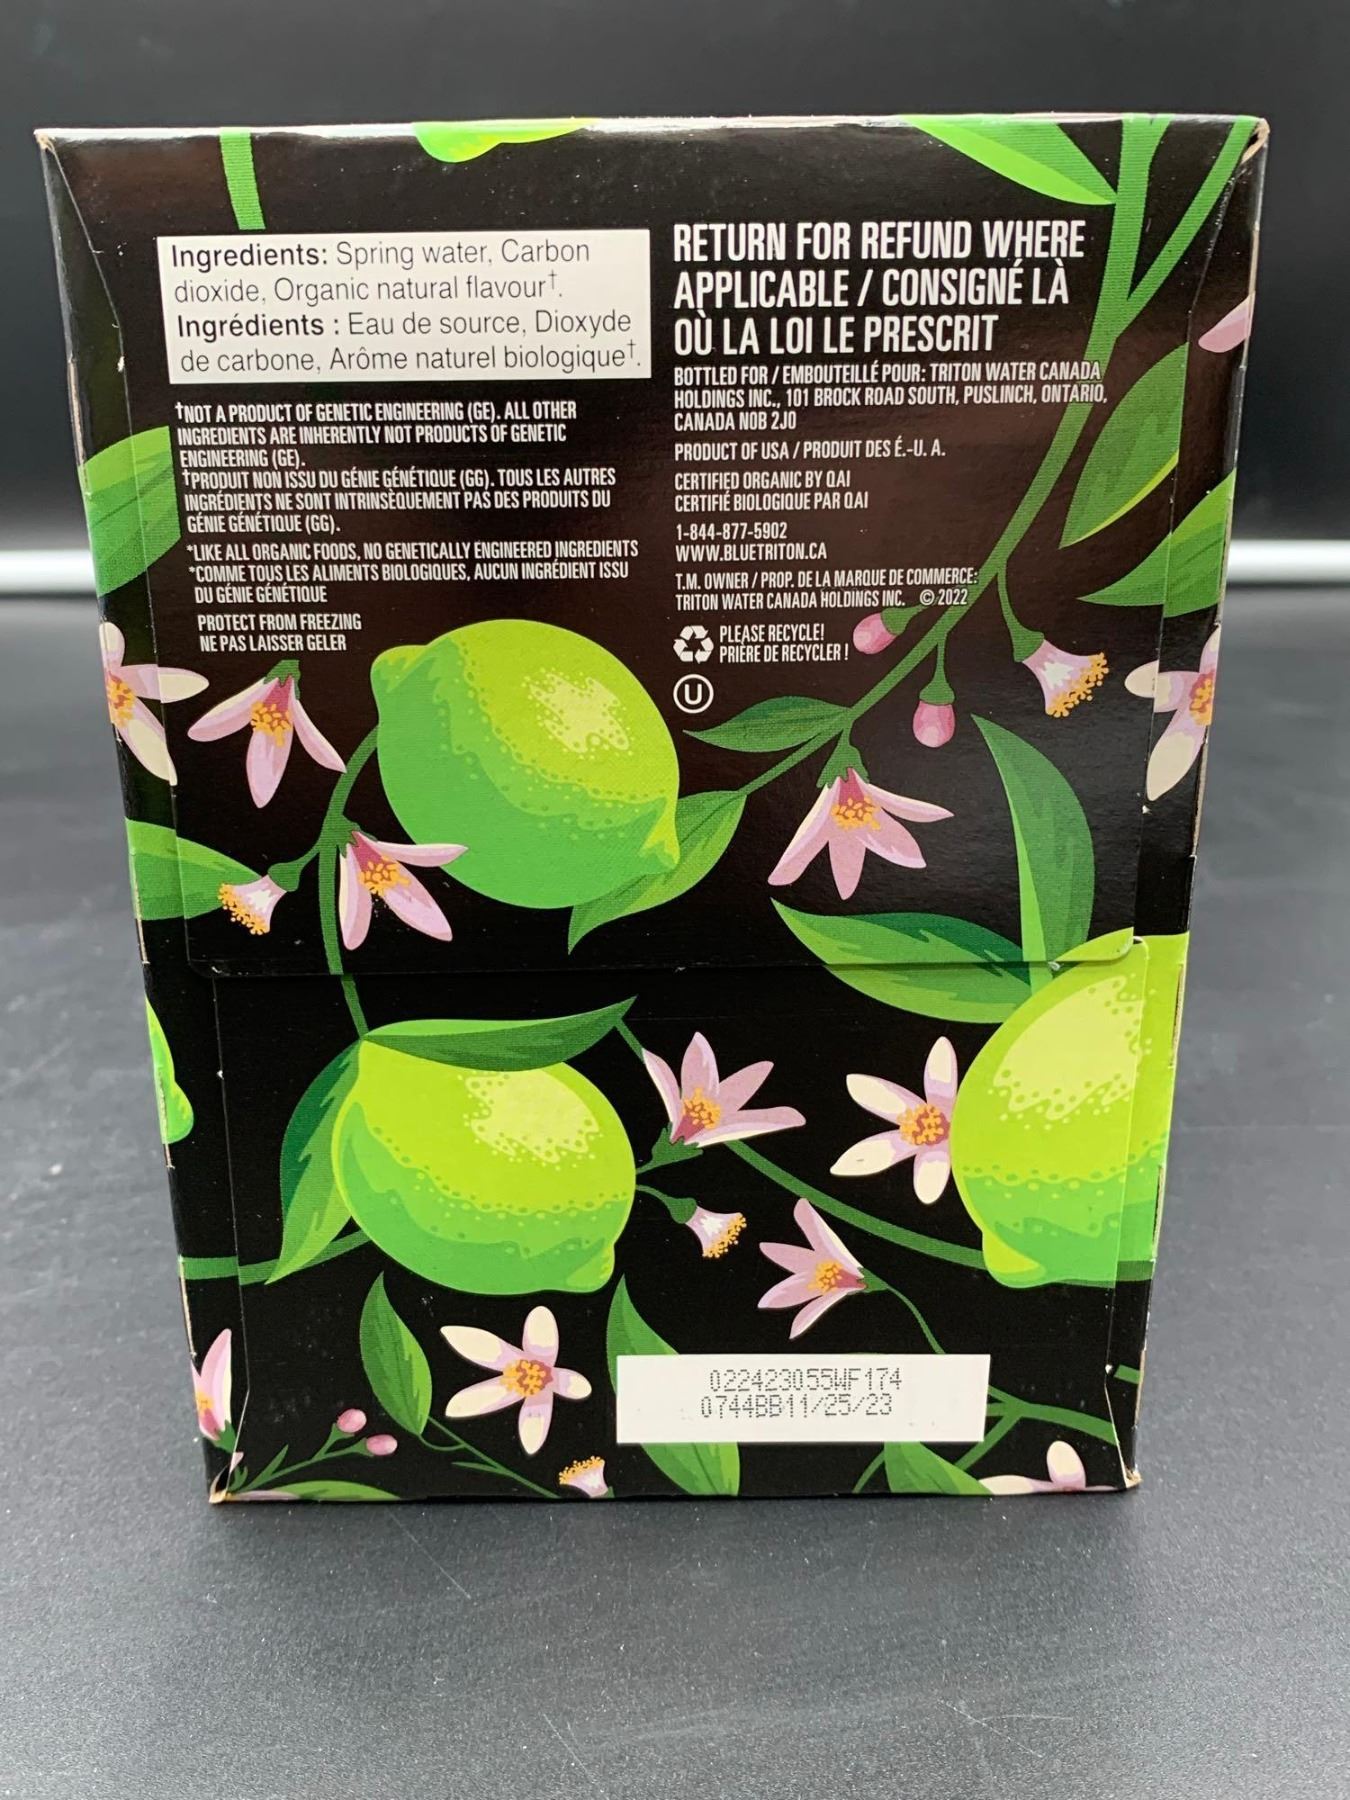 Ingredients: Spring water, Carbon
dioxide, Organic natural flavour†.
Ingrédients : Eau de source, Dioxyde
de carbone, Arôme naturel biologique†.
†NOT A PRODUCT OF GENETIC ENGINEERING (GE). ALL OTHER
INGREDIENTS ARE INHERENTLY NOT PRODUCTS OF GENETIC
ENGINEERING (GE).
†PRODUIT NON ISSU DU GÉNIE GÉNÉTIQUE (GG). TOUS LES AUTRES
INGRÉDIENTS NE SONT INTRINSÈQUEMENT PAS DES PRODUITS DU
GÉNIE GÉNÉTIQUE (GG).
*LIKE ALL ORGANIC FOODS, NO GENETICALLY ENGINEERED INGREDIENTS
*COMME TOUS LES ALIMENTS BIOLOGIQUES, AUCUN INGRÉDIENT ISSU
DU GÉNIE GÉNÉTIQUE
PROTECT FROM FREEZING
NE PAS LAISSER GELER
RETURN FOR REFUND WHERE
APPLICABLE / CONSIGNÉ LÀ
OÙ LA LOI LE PRESCRIT
BOTTLED FOR / EMBOUTEILLÉ POUR: TRITON WATER CANADA
HOLDINGS INC., 101 BROCK ROAD SOUTH, PUSLINCH, ONTARIO,
CANADA N0B 2J0
PRODUCT OF USA / PRODUIT DES É.-U. A.
CERTIFIED ORGANIC BY QAI
CERTIFIÉ BIOLOGIQUE PAR QAI
1-844-877-5902
WWW.BLUETRITON.CA
T.M. OWNER / PROP. DE LA MARQUE DE COMMERCE:
TRITON WATER CANADA HOLDINGS INC. © 2022
PLEASE RECYCLE!
PRIÈRE DE RECYCLER !
U
022423055WF174
0744BB11/25/23